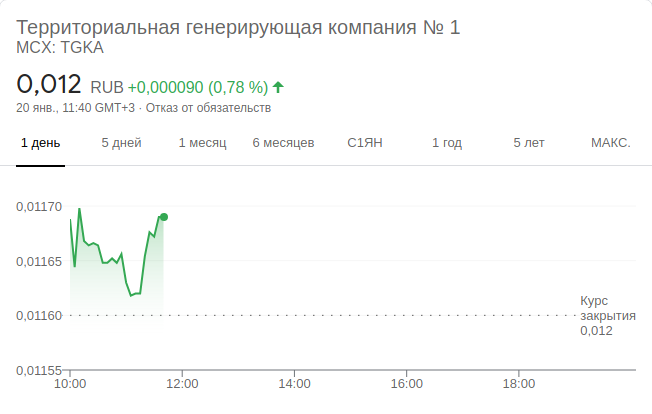 Территориальная генерирующая компания № 1
MCX: TGKA
0,012 RUB +0,000090 (0,78 %)
20 янв., 11:40 GMT+3 · Отказ от обязательств
1 день 5 дней 1 месяц 6 месяцев С1ЯН 1 год 5 лет МАКС.
0,01170
0,01165
Курс
0,01160 закрытия
0,012
0,01155
10:00 12:00 14:00 16:00 18:00